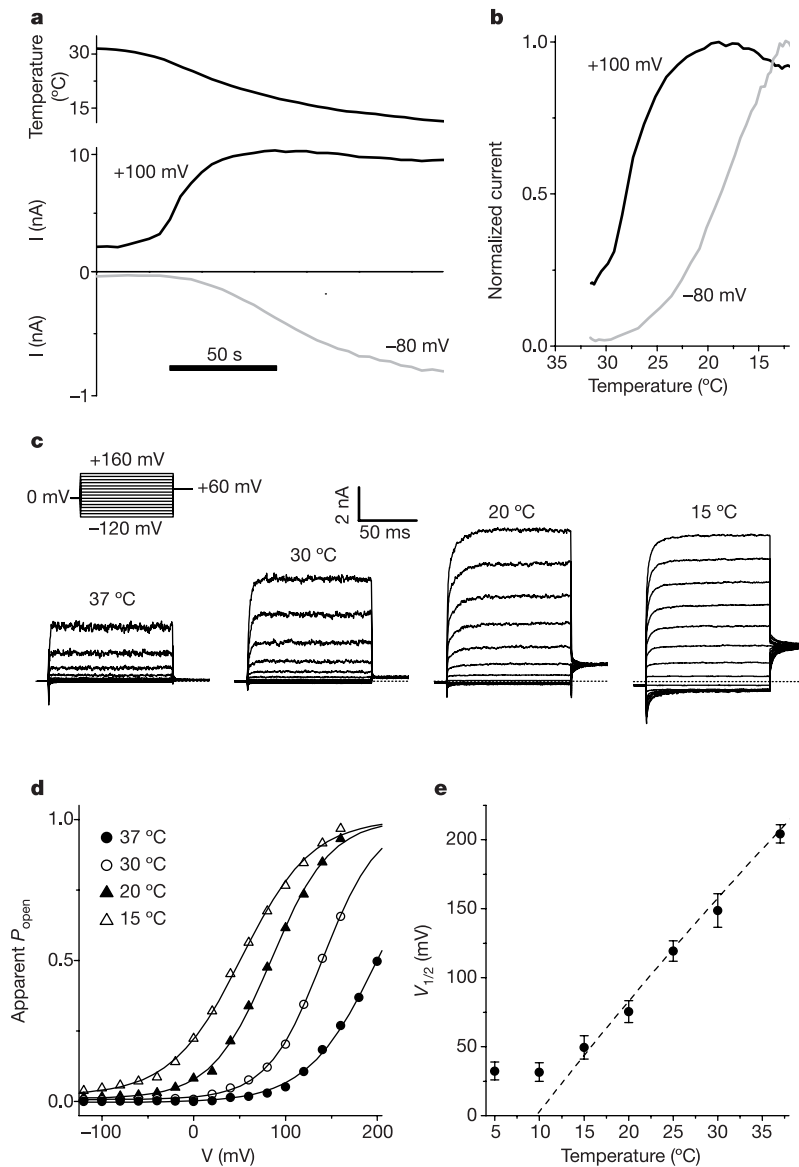 a
Temperature
(°C)
30
15
10
I (nA)
+100 mV
0
I (nA)
–80 mV
50 s
–1
b
1.0
+100 mV
Normalized current
0.5
–80 mV
0.0
35 30 25 20 15
Temperature (°C)
c
+160 mV
0 mV
+60 mV
–120 mV
2 nA
50 ms
37 °C
30 °C
20 °C
15 °C
d
1.0
37 °C
30 °C
20 °C
15 °C
Apparent Popen
0.5
0.0
–100 0 100 200
V (mV)
e
200
150
V1/2 (mV)
100
50
0
5 10 15 20 25 30 35
Temperature (°C)